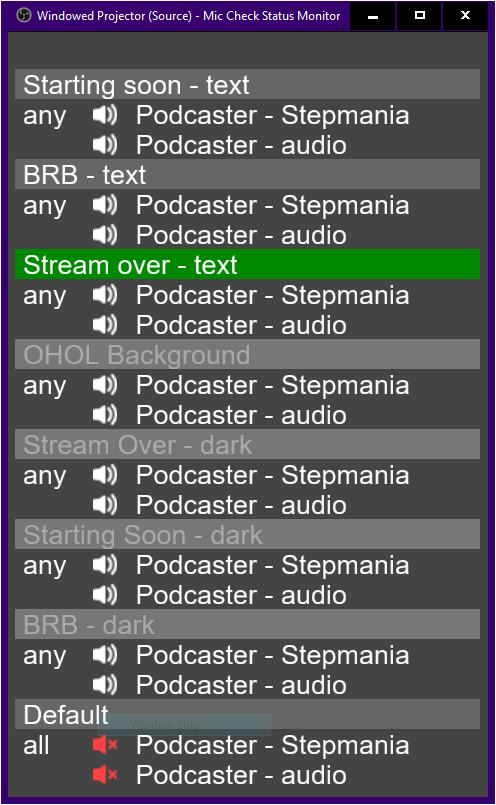 Windowed Projector (Source) - Mic Check Status Monitor
Starting soon - text
any Podcaster - Stepmania
Podcaster - audio
BRB - text
any Podcaster - Stepmania
Podcaster - audio
Stream over - text
any Podcaster - Stepmania
Podcaster - audio
OHOL Background
any Podcaster - Stepmania
Podcaster - audio
Stream Over - dark
any Podcaster - Stepmania
Podcaster - audio
Starting Soon - dark
any Podcaster - Stepmania
Podcaster - audio
BRB - dark
any Podcaster - Stepmania
Podcaster - audio
Default
Window Snip
all Podcaster - Stepmania
Podcaster - audio